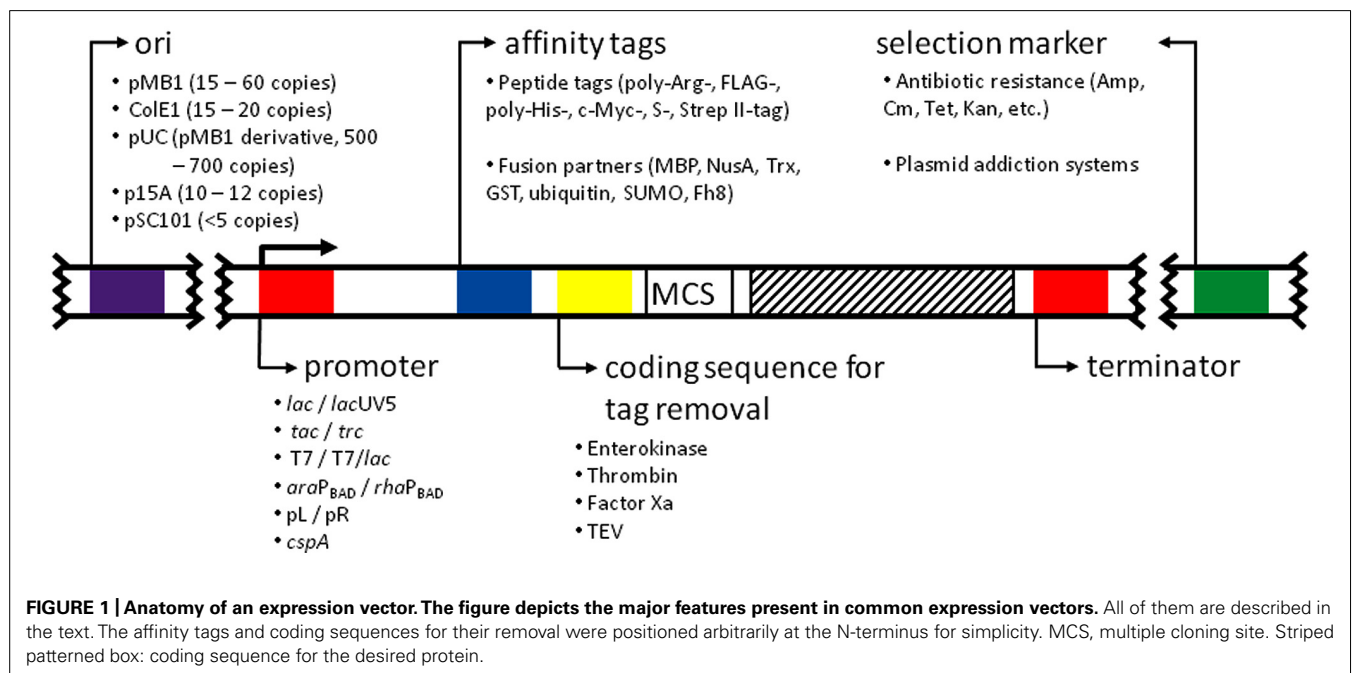 ori
• pMB1 (15 – 60 copies)
• ColE1 (15 – 20 copies)
• pUC (pMB1 derivative, 500
– 700 copies)
• p15A (10 – 12 copies)
• pSC101 (<5 copies)
affinity tags
• Peptide tags (poly-Arg-, FLAG-,
poly-His-, c-Myc-, S-, Strep II-tag)
• Fusion partners (MBP, NusA, Trx,
GST, ubiquitin, SUMO, Fh8)
selection marker
• Antibiotic resistance (Amp,
Cm, Tet, Kan, etc.)
• Plasmid addiction systems
MCS
promoter
• lac / lacUV5
• tac / trc
• T7 / T7/lac
• araPBAD / rhaPBAD
• pL / pR
• cspA
coding sequence for
tag removal
• Enterokinase
• Thrombin
• Factor Xa
• TEV
terminator
FIGURE 1 | Anatomy of an expression vector. The figure depicts the major features present in common expression vectors. All of them are described in
the text. The affinity tags and coding sequences for their removal were positioned arbitrarily at the N-terminus for simplicity. MCS, multiple cloning site. Striped
patterned box: coding sequence for the desired protein.